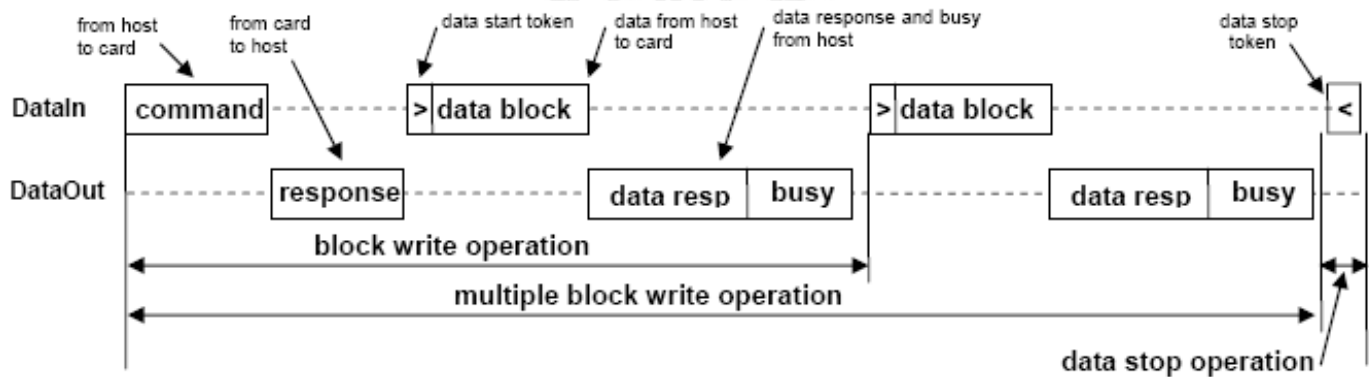 from host
to card
from card
to host
data start token
data from host
to card
data response and busy
from host
data stop
token
DataIn
command
>
data block
>
data block
<
DataOut
response
data resp
busy
data resp
busy
block write operation
multiple block write operation
data stop operation